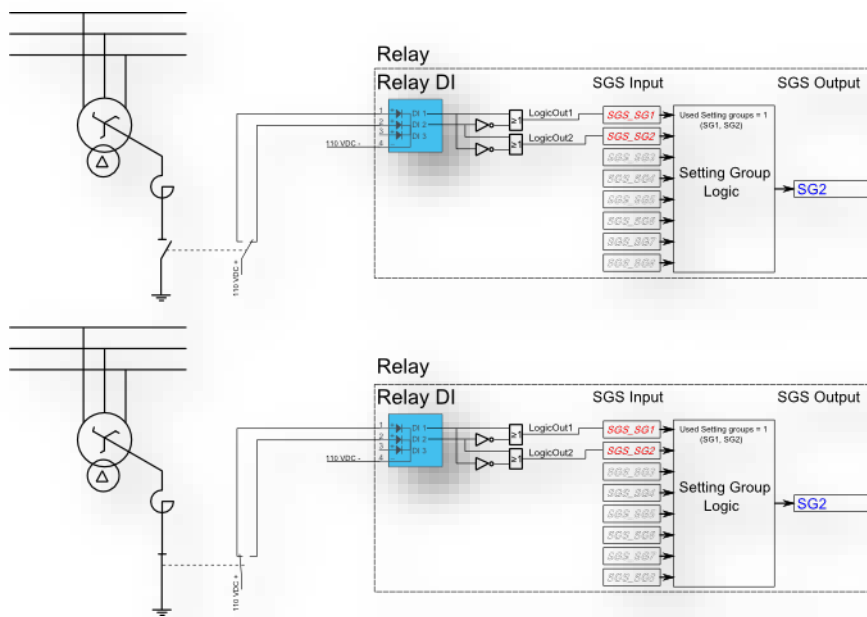 Relay
Relay DI
SGS Input
SGS Output
1
2
3
4
DI 1
DI 2
DI 3
110 VDC -
≥1
LogicOut1
≥1
LogicOut2
SGS_SG1
SGS_SG2
SGS_SG3
SGS_SG4
SGS_SG5
SGS_SG6
SGS_SG7
SGS_SG8
Used Setting groups = 1
(SG1, SG2)
Setting Group
Logic
SG2
110 VDC +
Relay
Relay DI
SGS Input
SGS Output
1
2
3
4
DI 1
DI 2
DI 3
110 VDC -
≥1
LogicOut1
≥1
LogicOut2
SGS_SG1
SGS_SG2
SGS_SG3
SGS_SG4
SGS_SG5
SGS_SG6
SGS_SG7
SGS_SG8
Used Setting groups = 1
(SG1, SG2)
Setting Group
Logic
SG2
110 VDC +